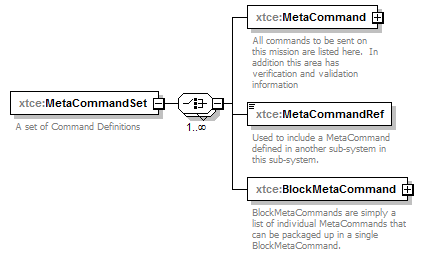 xtce:MetaCommandSet
A set of Command Definitions
1..∞
xtce:MetaCommand
All commands to be sent on
this mission are listed here.  In
addition this area has
verification and validation
information
xtce:MetaCommandRef
Used to include a MetaCommand
defined in another sub-system in
this sub-system.
xtce:BlockMetaCommand
BlockMetaCommands are simply a
list of individual MetaCommands that
can be packaged up in a single
BlockMetaCommand.